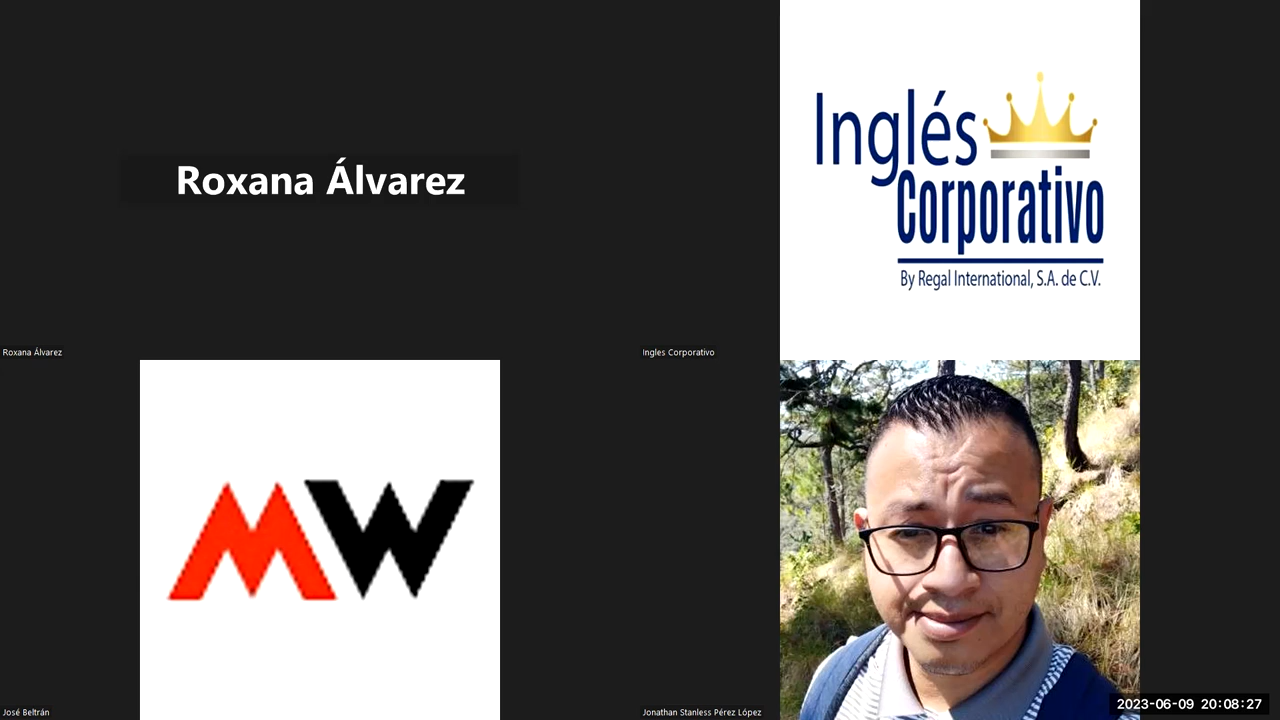 Roxana Álvarez
Roxana Álvarez
Inglés
Corporativo
By Regal International, S.A. de C.V.
Ingles Corporativo
MW
José Beltrán
Jonathan Stanless Pérez López
2023-06-09 20:08:27